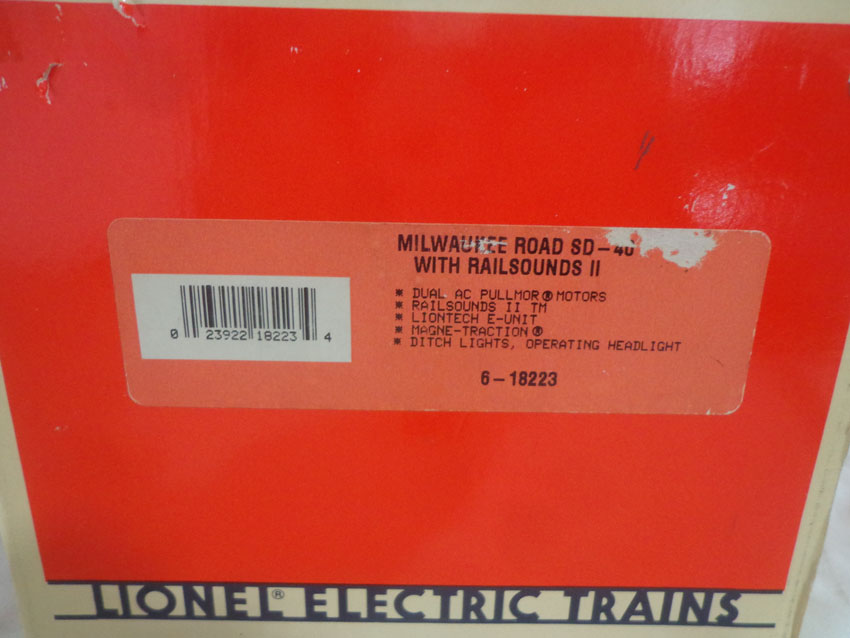 MILWAUKEE ROAD SD-40
WITH RAILSOUNDS II
* DUAL AC PULLMOR® MOTORS
* RAILSOUNDS II TM
* LIONTECH E-UNIT
* MAGNE-TRACTION®
* DITCH LIGHTS, OPERATING HEADLIGHT
6-18223
0 23922 18223 4
LIONEL® ELECTRIC TRAINS